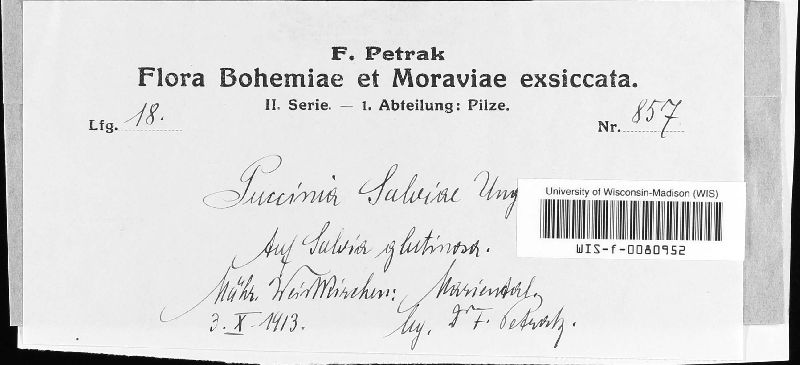 F. Petrak
Flora Bohemiae et Moraviae exsiccata.
II. Serie. — 1. Abteilung: Pilze.
Lfg. 18.
Nr. 857
Puccinia Salviae Ung
University of Wisconsin-Madison (WIS)
WIS-f-0080952
Auf Salvia glutinosa.
Mähr. Weisskirchen: Mariental,
3. X. 1913.
leg. Dr F. Petrak.